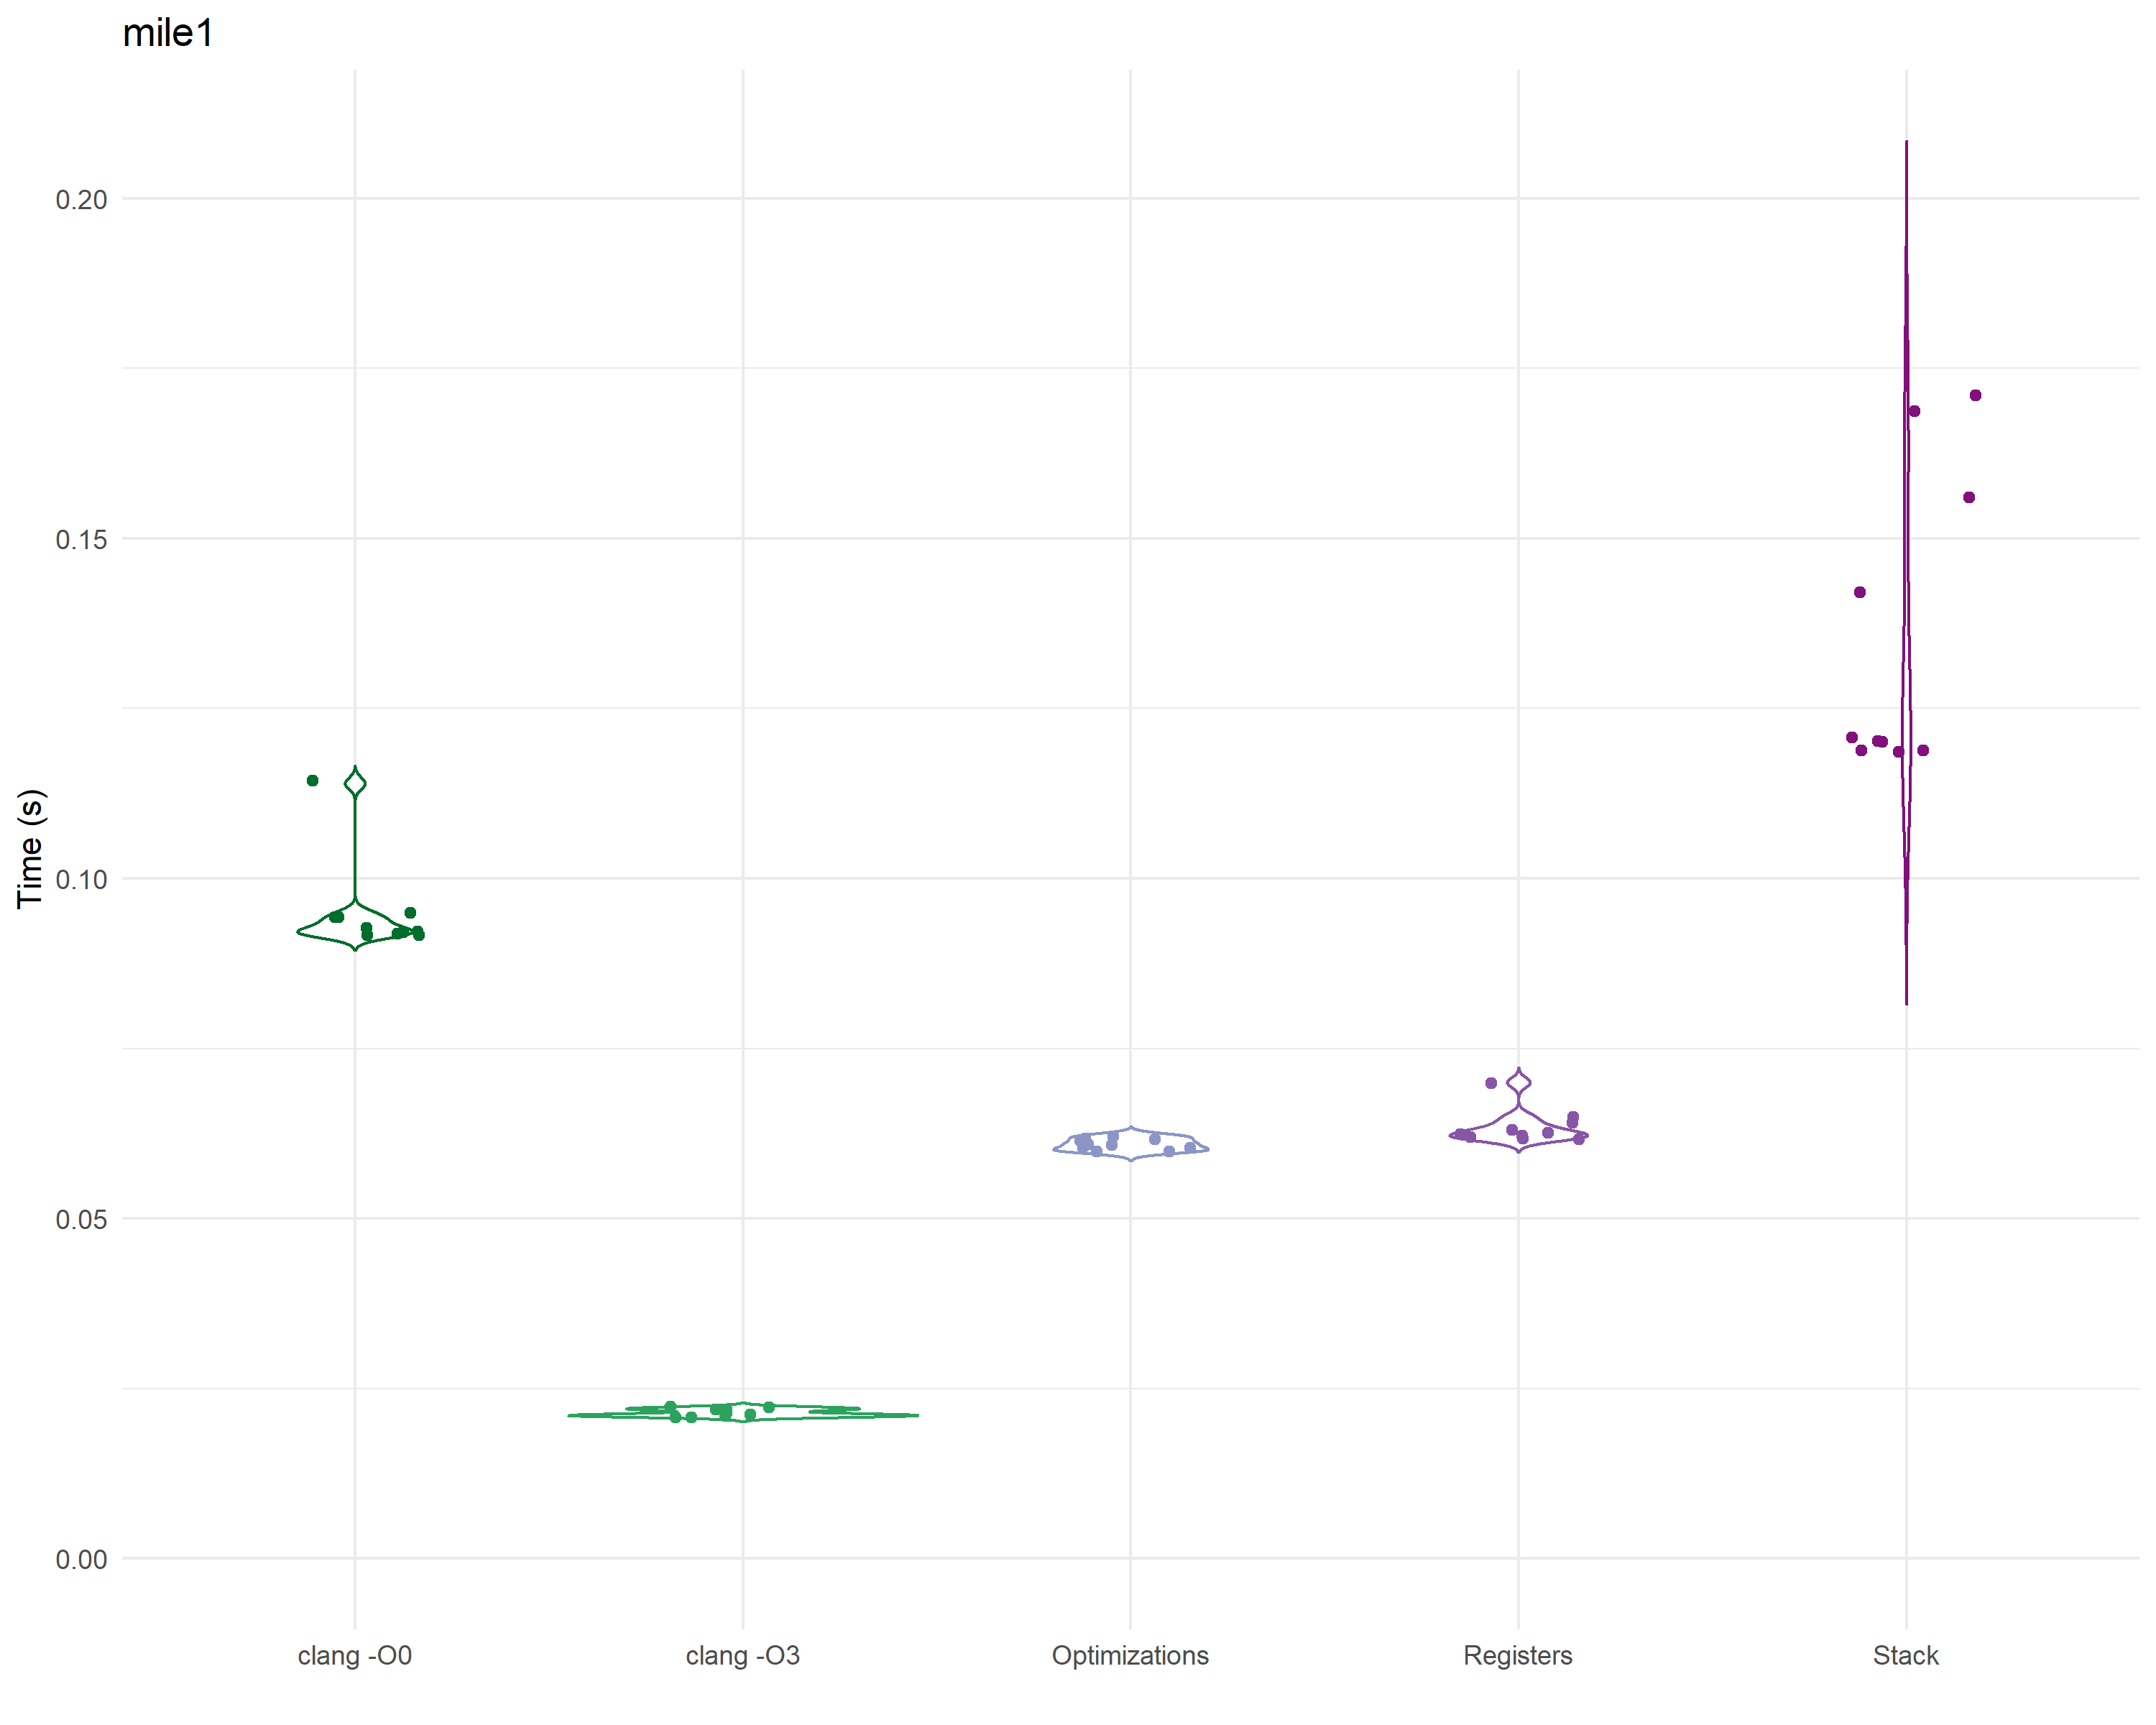 mile1
Time (s)
0.20
0.15
0.10
0.05
0.00
clang -O0
clang -O3
Optimizations
Registers
Stack